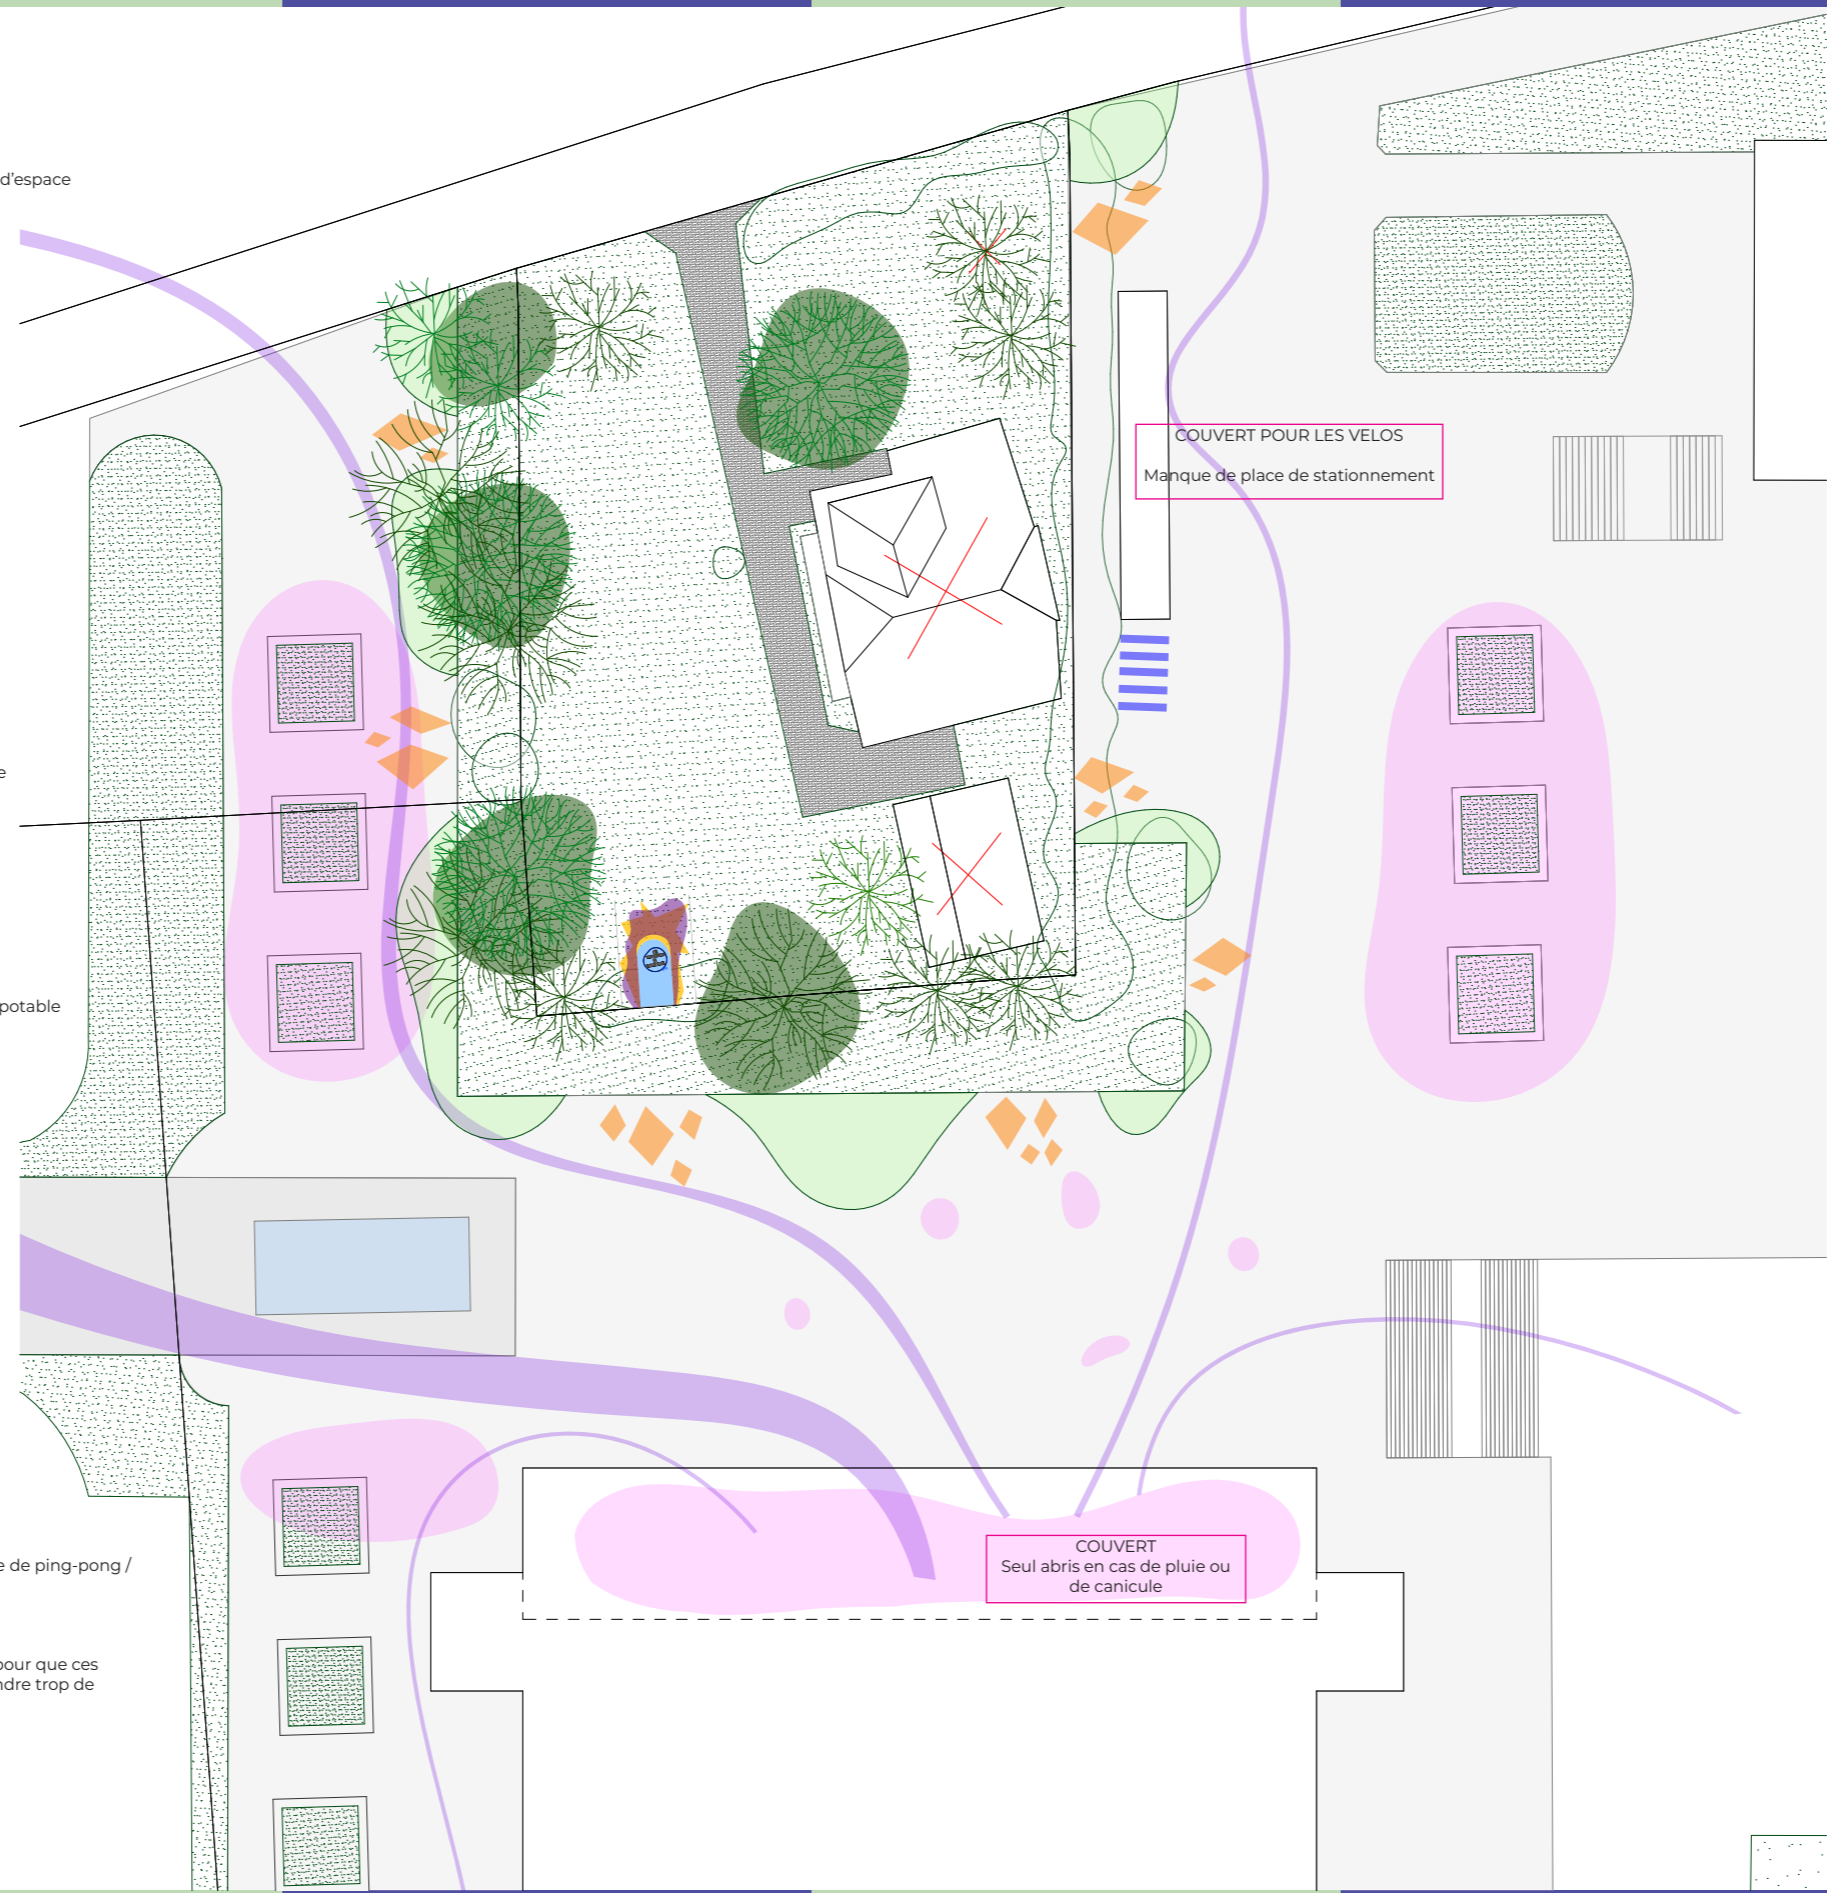 d'espace
COUVERT POUR LES VELOS
Manque de place de stationnement
e
potable
COUVERT
Seul abris en cas de pluie ou
de canicule
e de ping-pong /
pour que ces
ndre trop de